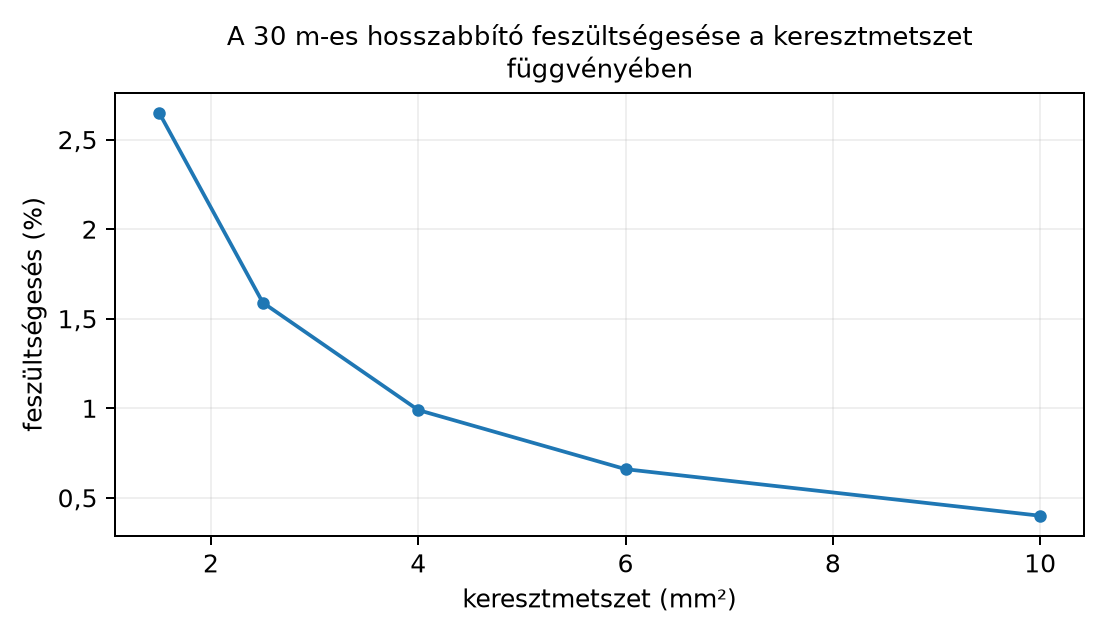 A 30 m-es hosszabbító feszültségesése a keresztmetszet
függvényében
feszültségesés (%)
2,5
2
1,5
1
0,5
2 4 6 8 10
keresztmetszet (mm²)